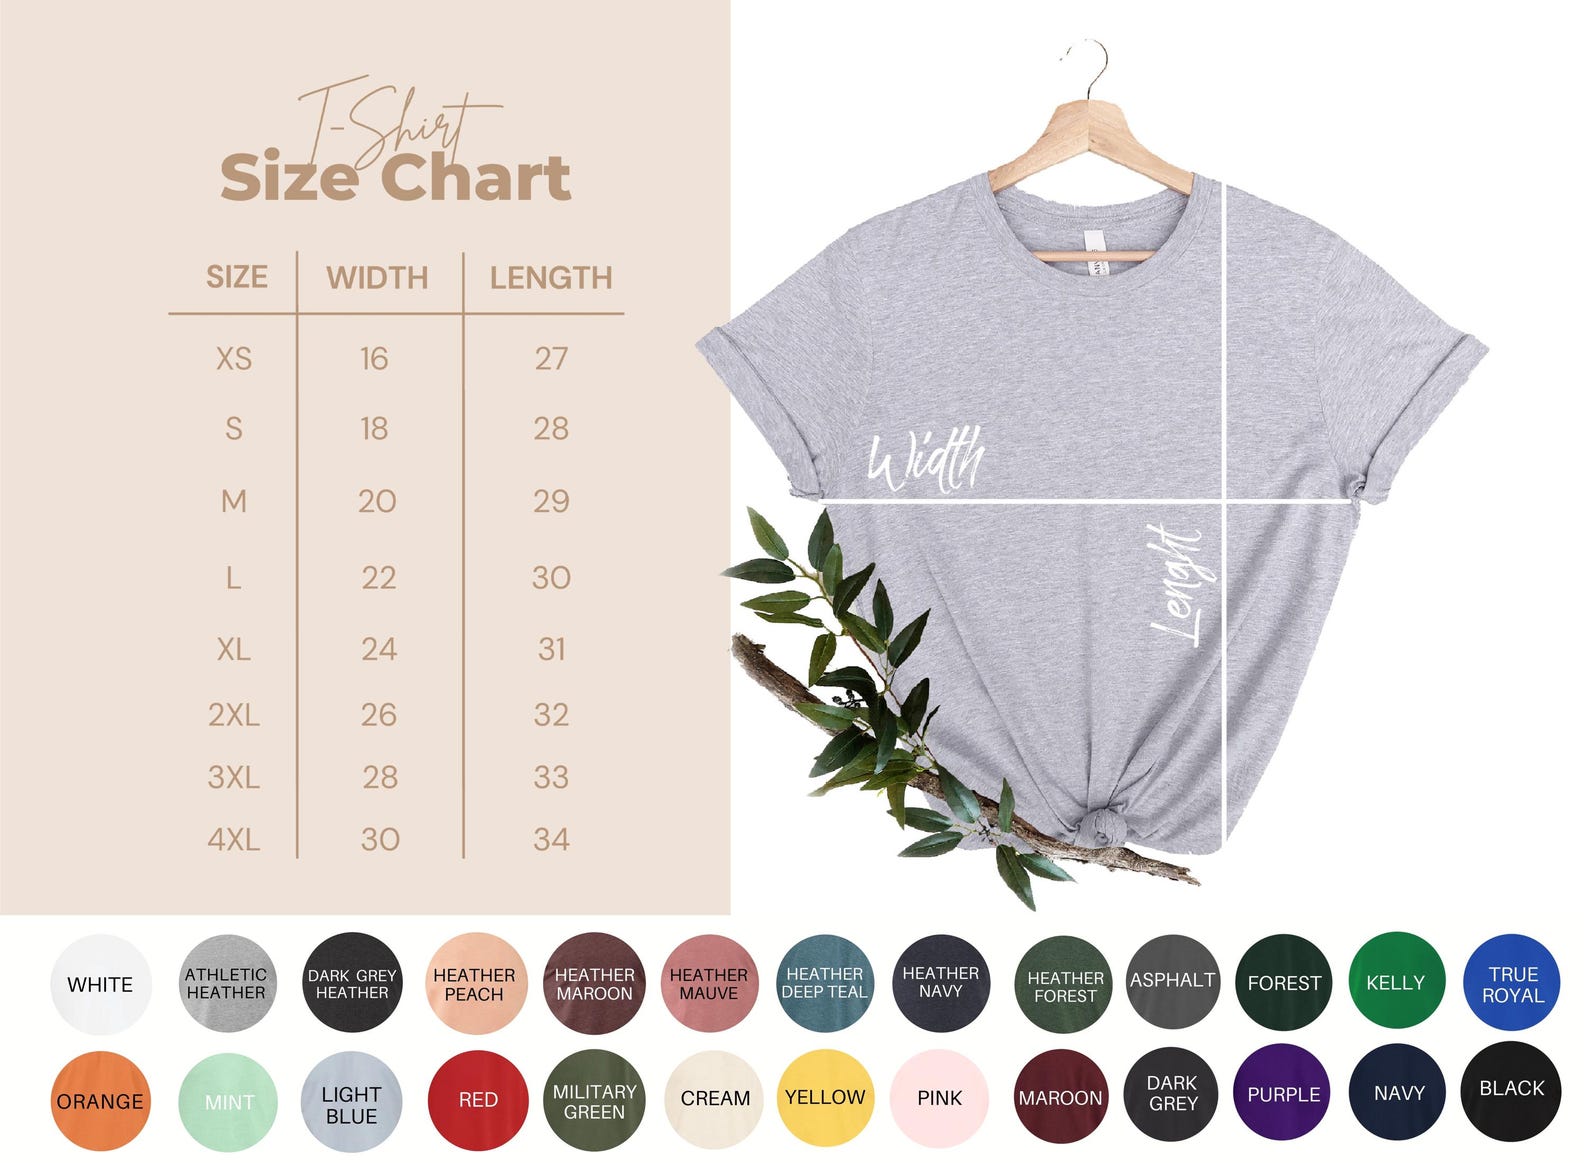 T-Shirt
Size Chart
SIZE WIDTH LENGTH
XS 16 27
S 18 28
M 20 29
L 22 30
XL 24 31
2XL 26 32
3XL 28 33
4XL 30 34
Width
Lenght
WHITE
ATHLETIC
HEATHER
DARK GREY
HEATHER
HEATHER
PEACH
HEATHER
MAROON
HEATHER
MAUVE
HEATHER
DEEP TEAL
HEATHER
NAVY
HEATHER
FOREST
ASPHALT
FOREST
KELLY
TRUE
ROYAL
ORANGE
MINT
LIGHT
BLUE
RED
MILITARY
GREEN
CREAM
YELLOW
PINK
MAROON
DARK
GREY
PURPLE
NAVY
BLACK